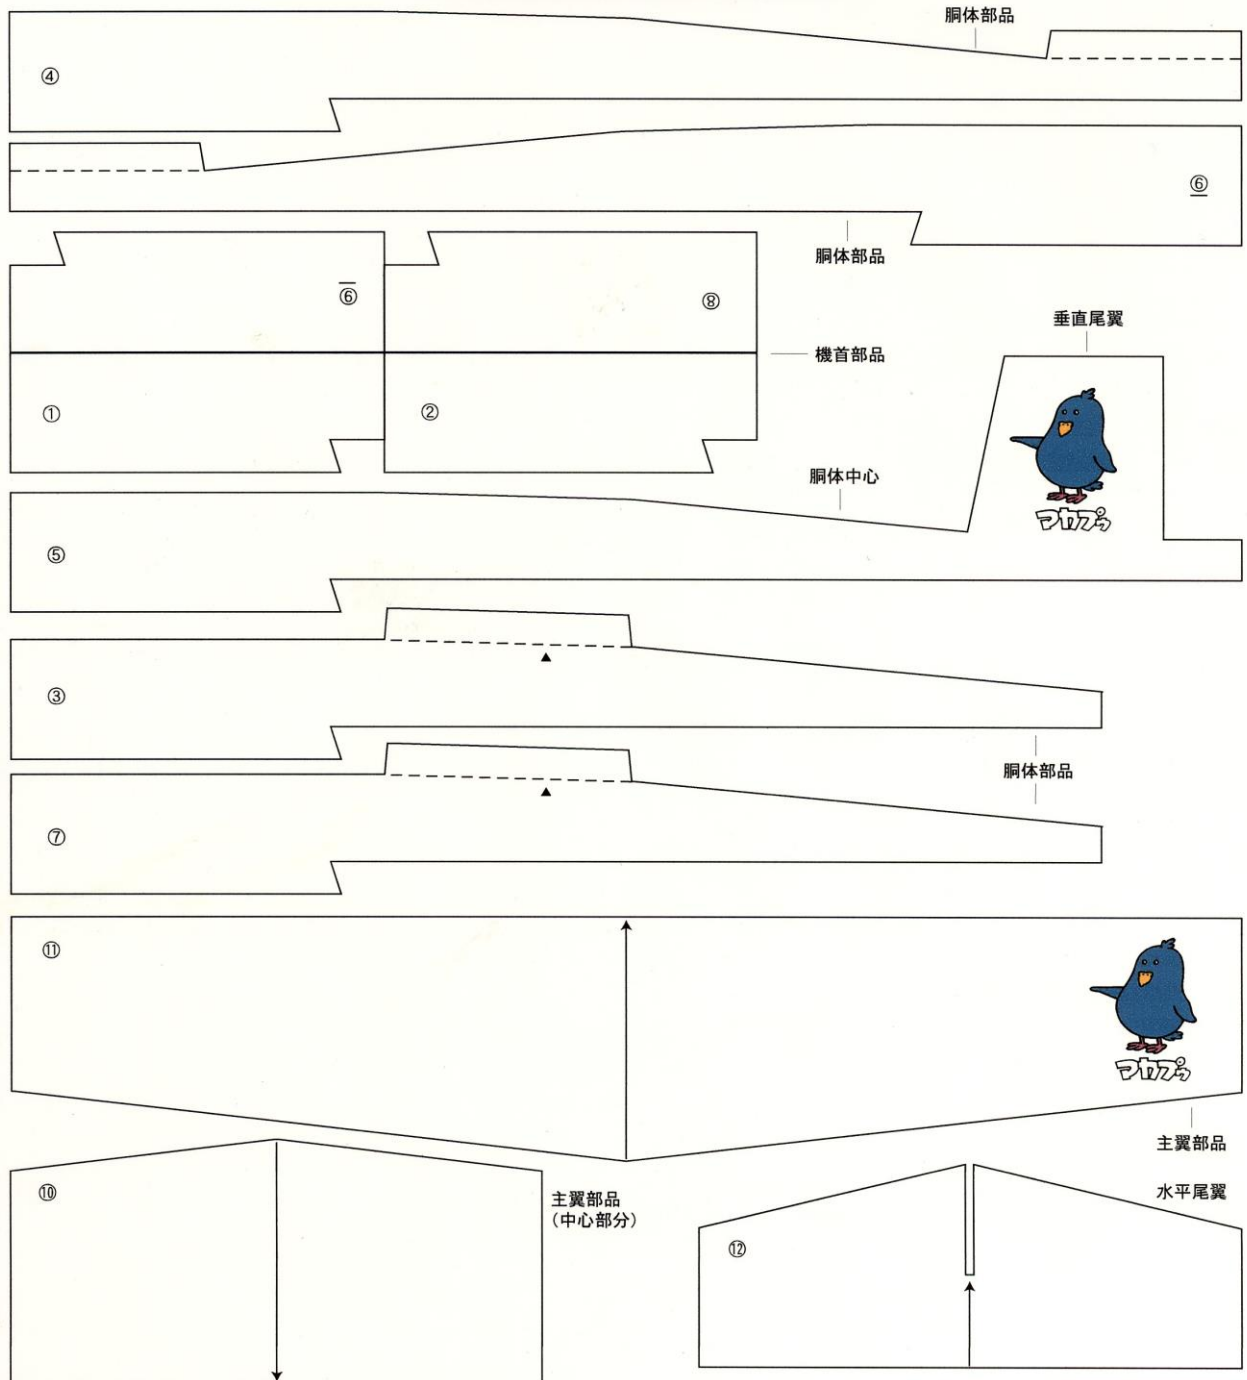 胴体部品
④
⑥
胴体部品
⑥
⑧
垂直尾翼
機首部品
①
②
胴体中心
マカプゥ
⑤
③
胴体部品
⑦
⑪
マカプゥ
主翼部品
⑩
主翼部品
(中心部分)
水平尾翼
⑫